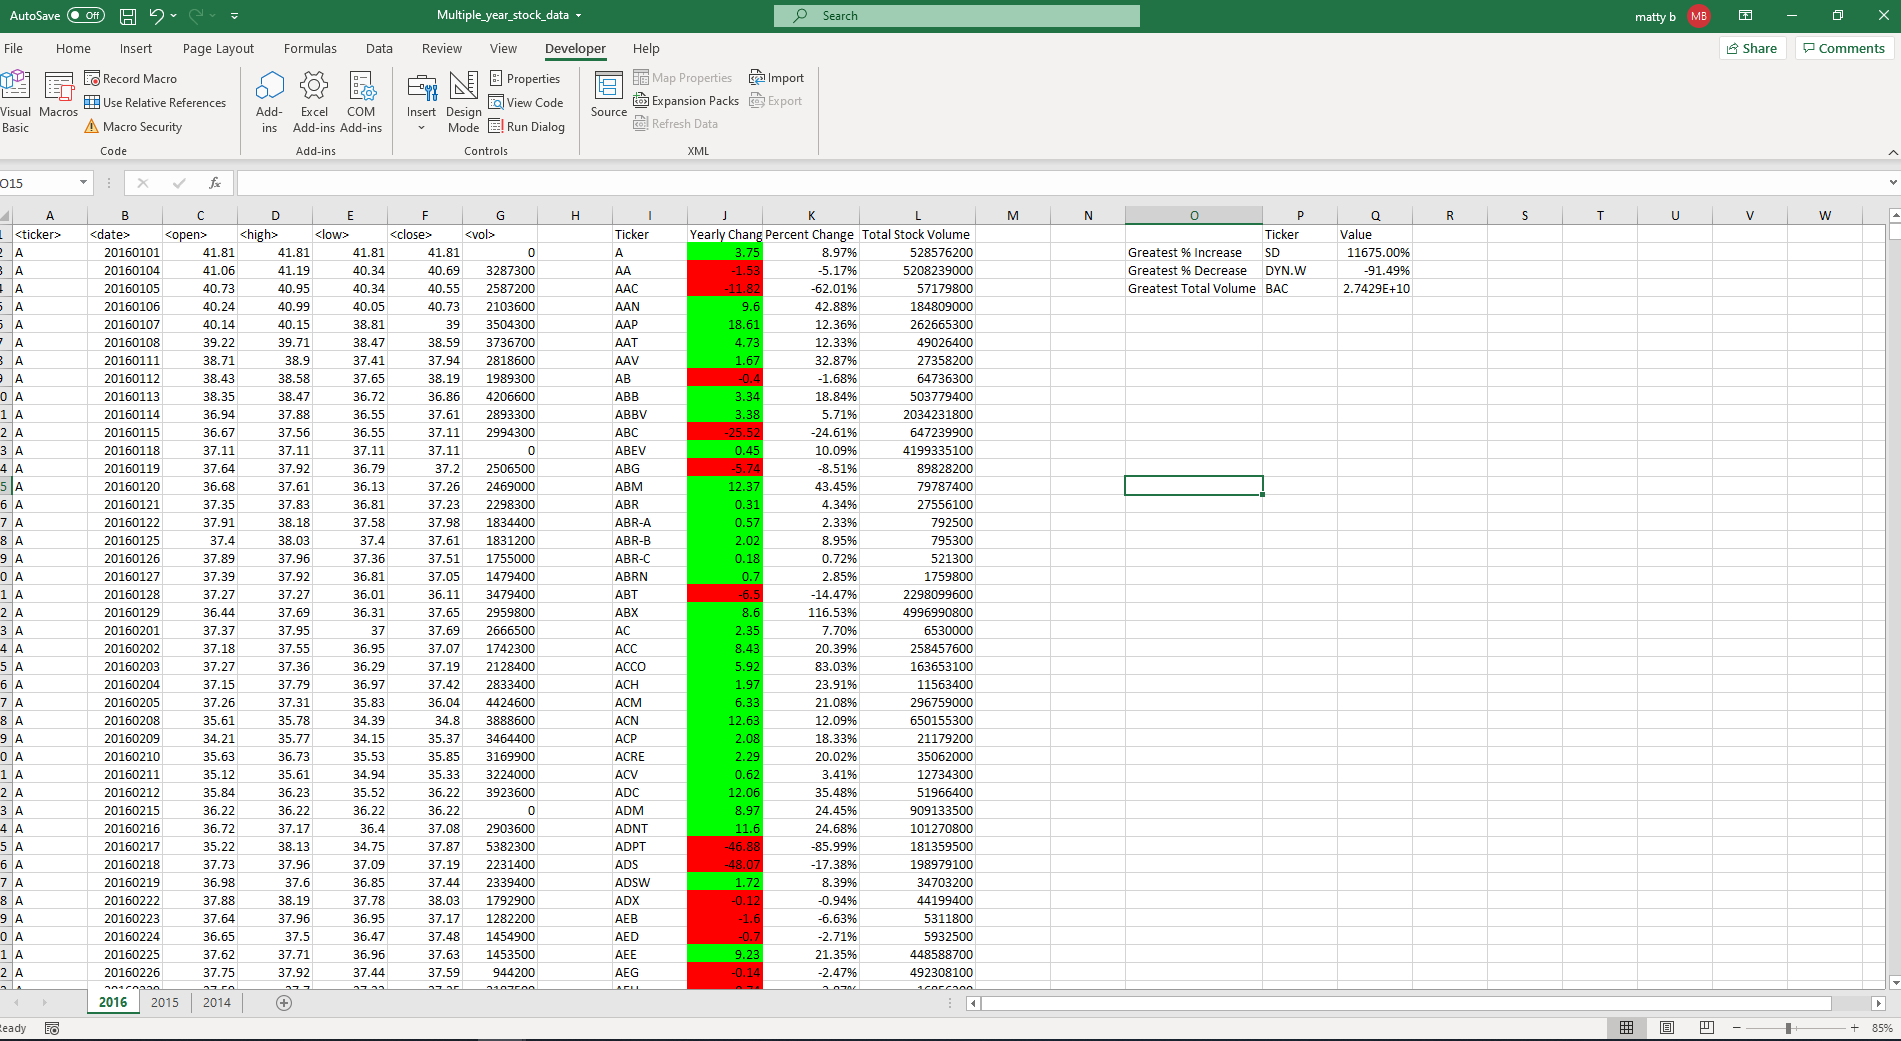 AutoSave Off Multiple_year_stock_data Search matty b MB
File Home Insert Page Layout Formulas Data Review View Developer Help Share Comments
Visual Basic Macros Record Macro Use Relative References Macro Security Code
Add-ins Excel Add-ins COM Add-ins Add-ins
Insert Design Mode Properties View Code Run Dialog Controls
Source Map Properties Expansion Packs Refresh Data Import Export XML
O15 fx
A B C D E F G H I J K L M N O P Q R S T U V W
<ticker> <date> <open> <high> <low> <close> <vol> Ticker Yearly Chang Percent Change Total Stock Volume Ticker Value
A 20160101 41.81 41.81 41.81 41.81 0 A 3.75 8.97% 528576200 Greatest % Increase SD 11675.00%
A 20160104 41.06 41.19 40.34 40.69 3287300 AA -1.53 -5.17% 5208239000 Greatest % Decrease DYN.W -91.49%
A 20160105 40.73 40.95 40.34 40.55 2587200 AAC -11.82 -62.01% 57179800 Greatest Total Volume BAC 2.7429E+10
A 20160106 40.24 40.99 40.05 40.73 2103600 AAN 9.6 42.88% 184809000
A 20160107 40.14 40.15 38.81 39 3504300 AAP 18.61 12.36% 262665300
A 20160108 39.22 39.71 38.47 38.59 3736700 AAT 4.73 12.33% 49026400
A 20160111 38.71 38.9 37.41 37.94 2818600 AAV 1.67 32.87% 27358200
A 20160112 38.43 38.58 37.65 38.19 1989300 AB -0.4 -1.68% 64736300
A 20160113 38.35 38.47 36.72 36.86 4206600 ABB 3.34 18.84% 503779400
A 20160114 36.94 37.88 36.55 37.61 2893300 ABBV 3.38 5.71% 2034231800
A 20160115 36.67 37.56 36.55 37.11 2994300 ABC -25.52 -24.61% 647239900
A 20160118 37.11 37.11 37.11 37.11 0 ABEV 0.45 10.09% 4199335100
A 20160119 37.64 37.92 36.79 37.2 2506500 ABG -5.74 -8.51% 89828200
A 20160120 36.68 37.61 36.13 37.26 2469000 ABM 12.37 43.45% 79787400
A 20160121 37.35 37.83 36.81 37.23 2298300 ABR 0.31 4.34% 27556100
A 20160122 37.91 38.18 37.58 37.98 1834400 ABR-A 0.57 2.33% 792500
A 20160125 37.4 38.03 37.4 37.61 1831200 ABR-B 2.02 8.95% 795300
A 20160126 37.89 37.96 37.36 37.51 1755000 ABR-C 0.18 0.72% 521300
A 20160127 37.39 37.92 36.81 37.05 1479400 ABRN 0.7 2.85% 1759800
A 20160128 37.27 37.27 36.01 36.11 3479400 ABT -6.5 -14.47% 2298099600
A 20160129 36.44 37.69 36.31 37.65 2959800 ABX 8.6 116.53% 4996990800
A 20160201 37.37 37.95 37 37.69 2666500 AC 2.35 7.70% 6530000
A 20160202 37.18 37.55 36.95 37.07 1742300 ACC 8.43 20.39% 258457600
A 20160203 37.27 37.36 36.29 37.19 2128400 ACCO 5.92 83.03% 163653100
A 20160204 37.15 37.79 36.97 37.42 2833400 ACH 1.97 23.91% 11563400
A 20160205 37.26 37.31 35.83 36.04 4424600 ACM 6.33 21.08% 296759000
A 20160208 35.61 35.78 34.39 34.8 3888600 ACN 12.63 12.09% 650155300
A 20160209 34.21 35.77 34.15 35.37 3464400 ACP 2.08 18.33% 21179200
A 20160210 35.63 36.73 35.53 35.85 3169900 ACRE 2.29 20.02% 35062000
A 20160211 35.12 35.61 34.94 35.33 3224000 ACV 0.62 3.41% 12734300
A 20160212 35.84 36.23 35.52 36.22 3923600 ADC 12.06 35.48% 51966400
A 20160215 36.22 36.22 36.22 36.22 0 ADM 8.97 24.45% 909133500
A 20160216 36.72 37.17 36.4 37.08 2903600 ADNT 11.6 24.68% 101270800
A 20160217 35.22 38.13 34.75 37.87 5382300 ADPT -46.88 -85.99% 181359500
A 20160218 37.73 37.96 37.09 37.19 2231400 ADS -48.07 -17.38% 198979100
A 20160219 36.98 37.6 36.85 37.44 2339400 ADSW 1.72 8.39% 34703200
A 20160222 37.88 38.19 37.78 38.03 1792900 ADX -0.12 -0.94% 44199400
A 20160223 37.64 37.96 36.95 37.17 1282200 AEB -1.6 -6.63% 5311800
A 20160224 36.65 37.5 36.47 37.48 1454900 AED -0.7 -2.71% 5932500
A 20160225 37.62 37.71 36.96 37.63 1453500 AEE 9.23 21.35% 448588700
A 20160226 37.75 37.92 37.44 37.59 944200 AEG -0.14 -2.47% 492308100
2016 2015 2014
eady 85%